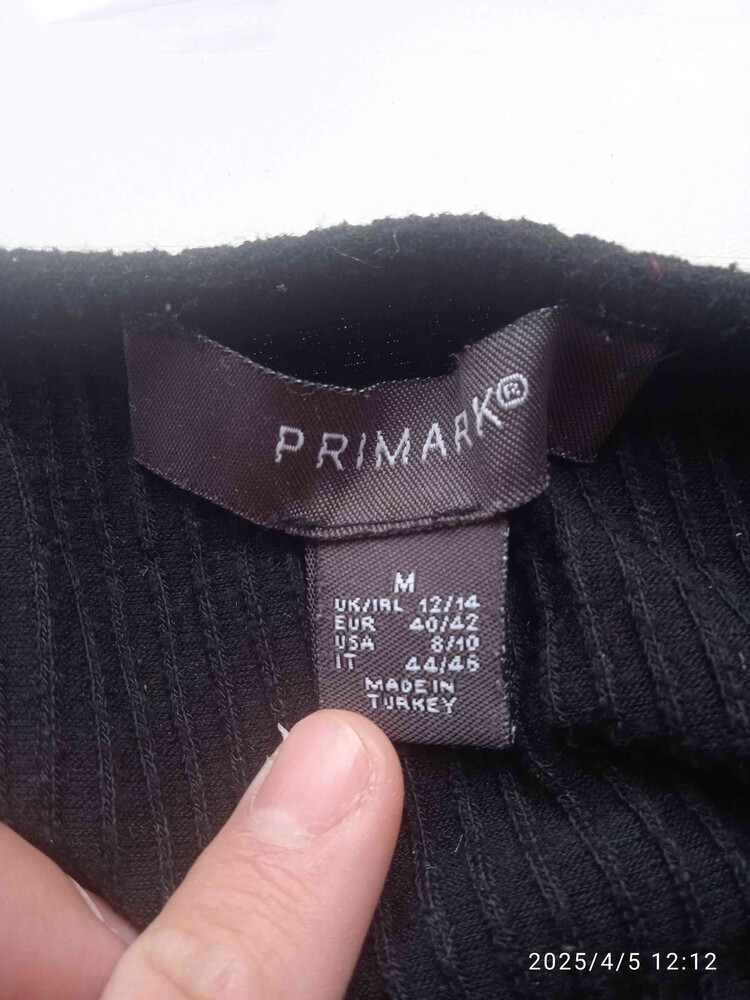 PRIMARK®
M
UK/IRL 12/14
EUR 40/42
USA 8/10
IT 44/46
MADE IN
TURKEY
2025/4/5 12:12